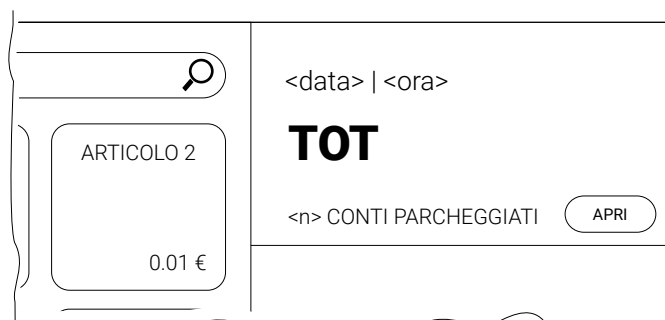 <data> | <ora>
ARTICOLO 2
TOT
<n> CONTI PARCHEGGIATI
APRI
0.01 €